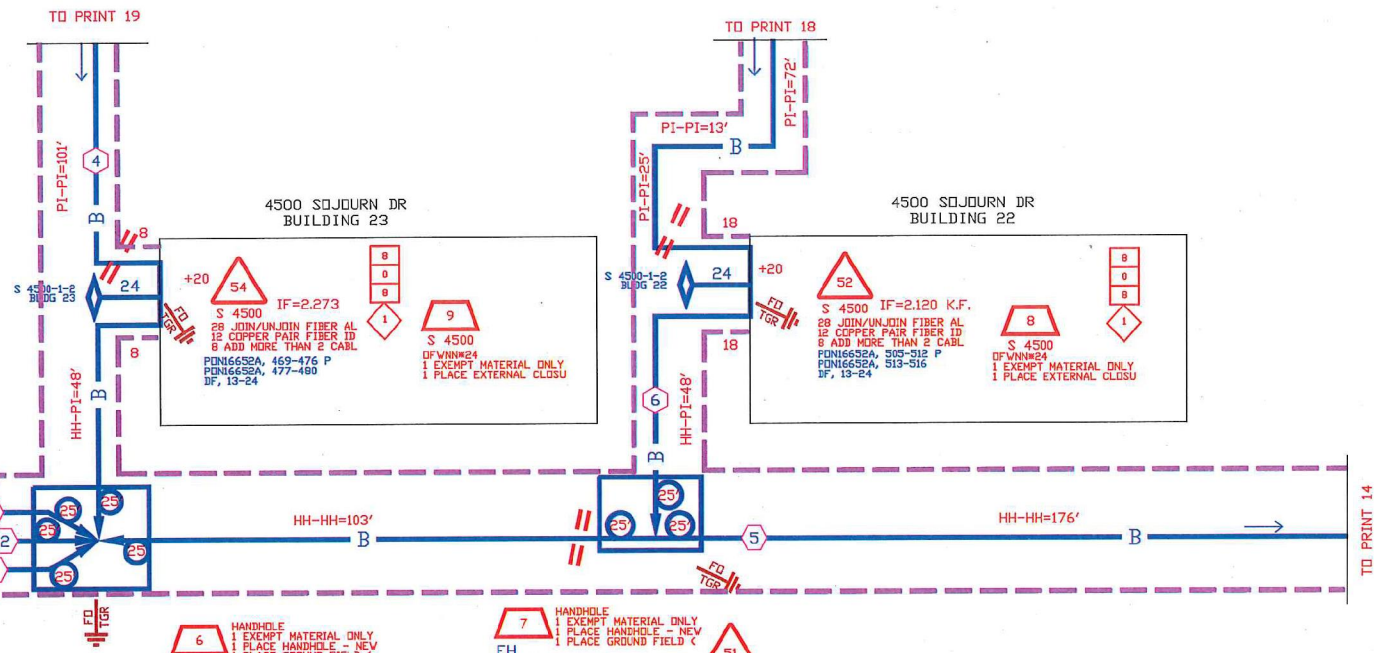 TO PRINT 19
TO PRINT 18
PI-PI=72'
PI-PI=13'
B
PI-PI=101'
4
B
PI-PI=25'
4500 SOJOURN DR
BUILDING 23
8
S 4500-1-2
BLDG 23
24
+20
54
S 4500
IF=2.273
28 JOIN/UNJOIN FIBER AL
12 COPPER PAIR FIBER ID
8 ADD MORE THAN 2 CABL
PON16652A, 469-476 P
PON16652A, 477-480
DF, 13-24
8
0
8
1
9
S 4500
OFWNN*24
1 EXEMPT MATERIAL ONLY
1 PLACE EXTERNAL CLOSU
FO
TGR
8
HH-PI=48'
B
4500 SOJOURN DR
BUILDING 22
18
S 4500-1-2
BLDG 22
24
+20
52
S 4500
IF=2.120 K.F.
28 JOIN/UNJOIN FIBER AL
12 COPPER PAIR FIBER ID
8 ADD MORE THAN 2 CABL
PON16652A, 505-512 P
PON16652A, 513-516
DF, 13-24
8
0
8
1
8
S 4500
OFWNN*24
1 EXEMPT MATERIAL ONLY
1 PLACE EXTERNAL CLOSU
FO
TGR
18
6
HH-PI=48'
B
25'
25'
25'
25'
25'
2
HH-HH=103'
B
25'
25'
25'
5
HH-HH=176'
B
TO PRINT 14
FO
TGR
FO
TGR
6
HANDHOLE
1 EXEMPT MATERIAL ONLY
1 PLACE HANDHOLE - NEW
7
HANDHOLE
1 EXEMPT MATERIAL ONLY
1 PLACE HANDHOLE - NEW
1 PLACE GROUND FIELD (
EH
51